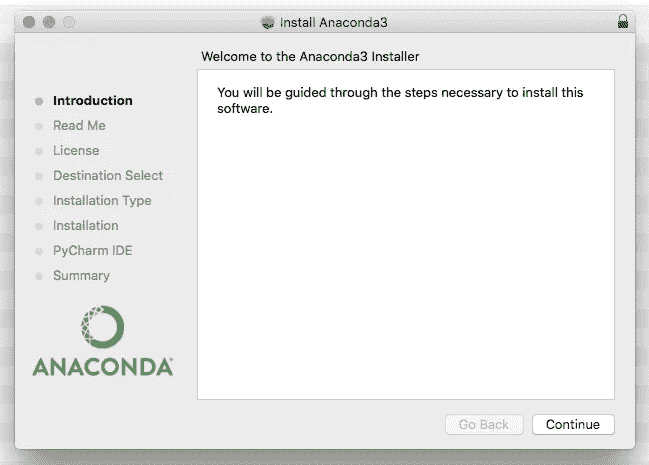 Install Anaconda3
Welcome to the Anaconda3 Installer
Introduction
Read Me
License
Destination Select
Installation Type
Installation
PyCharm IDE
Summary
You will be guided through the steps necessary to install this
software.
ANACONDA®
Go Back
Continue